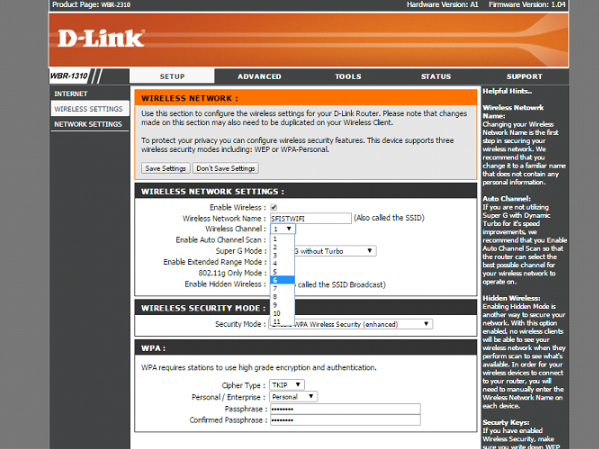 Product Page: WBR-2310 Hardware Version: A1 Firmware Version: 1.04
D-Link
WBR-1310 SETUP ADVANCED TOOLS STATUS SUPPORT
INTERNET
WIRELESS SETTINGS
NETWORK SETTINGS
WIRELESS NETWORK :
Use this section to configure the wireless settings for your D-Link Router. Please note that changes
made on this section may also need to be duplicated on your Wireless Client.
To protect your privacy you can configure wireless security features. This device supports three
wireless security modes including: WEP or WPA-Personal.
Save Settings Don't Save Settings
WIRELESS NETWORK SETTINGS :
Enable Wireless :
Wireless Network Name : SFISTWIFI (Also called the SSID)
Wireless Channel : 1
Enable Auto Channel Scan :
Super G Mode : G without Turbo
Enable Extended Range Mode :
802.11g Only Mode :
Enable Hidden Wireless : called the SSID Broadcast)
1
2
3
4
5
6
7
8
9
10
11
WIRELESS SECURITY MODE :
Security Mode : WPA Wireless Security (enhanced)
WPA :
WPA requires stations to use high grade encryption and authentication.
Cipher Type : TKIP
Personal / Enterprise : Personal
Passphrase : ••••••••
Confirmed Passphrase : ••••••••
Helpful Hints..
Wireless Netowrk
Name:
Changing your Wireless
Network Name is the first
step in securing your
wireless network. We
recommend that you
change it to a familiar name
that does not contain any
personal information.
Auto Channel:
If you are not utilizing
Super G with Dynamic
Turbo for it's speed
improvements, we
recommend that you Enable
Auto Channel Scan so that
the router can select the
best possible channel for
your wireless network to
operate on.
Hidden Wireless:
Enabling Hidden Mode is
another way to secure your
network. With this option
enabled, no wireless clients
will be able to see your
wireless network when they
perform scan to see what's
available. In order for your
wireless devices to connect
to your router, you will
need to manually enter the
Wireless Network Name on
each device.
Security Keys:
If you have enabled
Wireless Security, make
sure you write down WEP